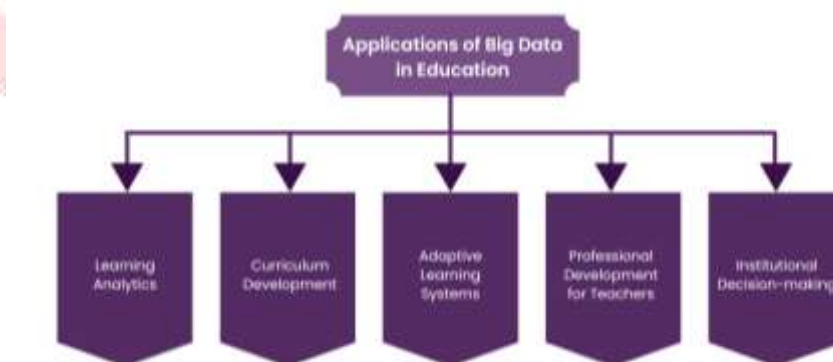 Applications of Big Data
in Education
Learning
Analytics
Curriculum
Development
Adaptive
Learning
Systems
Professional
Development
for Teachers
Institutional
Decision-making